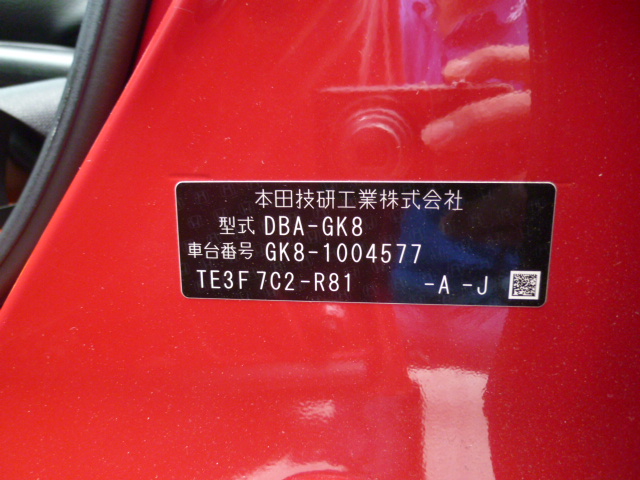 本田技研工業株式会社
型式 DBA-GK8
車台番号 GK8-1004577
TE3F 7C2-R81 -A -J